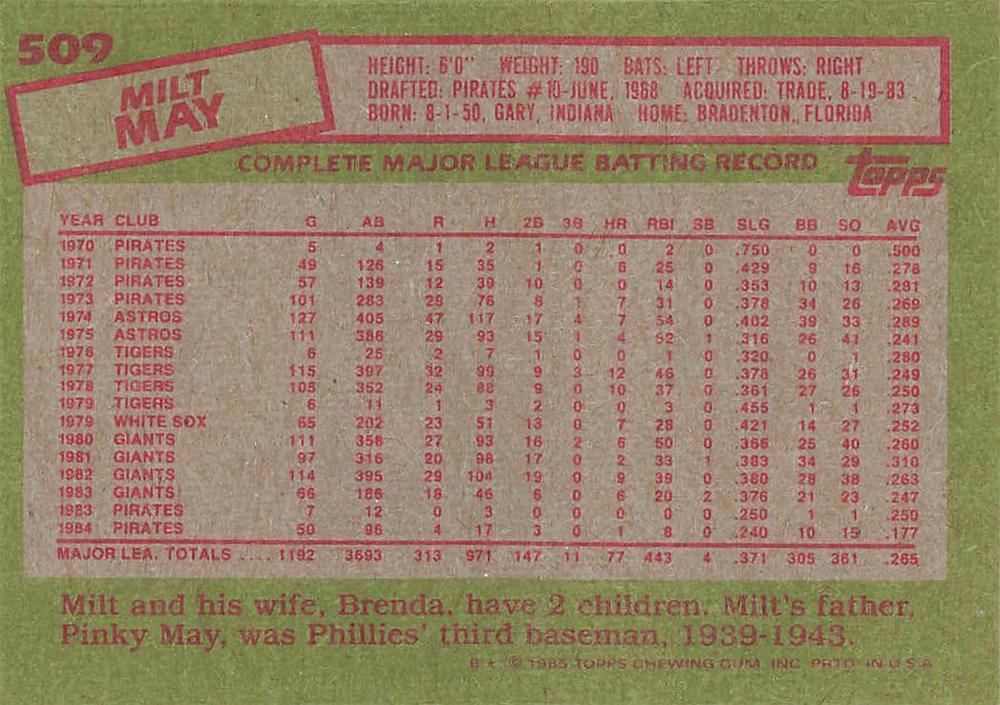 509
MILT
MAY
HEIGHT: 6'0" WEIGHT: 190 BATS: LEFT THROWS: RIGHT
DRAFTED: PIRATES #10-JUNE, 1968 ACQUIRED: TRADE, 8-19-83
BORN: 8-1-50, GARY, INDIANA HOME: BRADENTON, FLORIDA
COMPLETE MAJOR LEAGUE BATTING RECORD
topps
YEAR CLUB G AB R H 2B 3B HR RBI SB SLG BB SO AVG
1970 PIRATES 5 4 1 2 1 0 0 2 0 .750 0 0 .500
1971 PIRATES 49 126 15 35 1 0 6 25 0 .429 9 16 .278
1972 PIRATES 57 139 12 39 10 0 0 14 0 .353 10 13 .281
1973 PIRATES 101 283 29 76 8 1 7 31 0 .378 34 26 .269
1974 ASTROS 127 405 47 117 17 4 7 54 0 .402 39 33 .289
1975 ASTROS 111 386 29 93 15 1 4 52 1 .316 26 41 .241
1976 TIGERS 6 25 2 7 1 0 0 1 0 .320 0 1 .280
1977 TIGERS 115 397 32 99 9 3 12 46 0 .378 26 31 .249
1978 TIGERS 105 352 24 88 9 0 10 37 0 .361 27 26 .250
1979 TIGERS 6 11 1 3 2 0 0 3 0 .455 1 1 .273
1979 WHITE SOX 65 202 23 51 13 0 7 28 0 .421 14 27 .252
1980 GIANTS 111 358 27 93 16 2 6 50 0 .366 25 40 .260
1981 GIANTS 97 316 20 98 17 0 2 33 1 .383 34 29 .310
1982 GIANTS 114 395 29 104 19 0 9 39 0 .380 28 38 .263
1983 GIANTS 66 186 18 46 6 0 6 20 2 .376 21 23 .247
1983 PIRATES 7 12 0 3 0 0 0 0 0 .250 1 1 .250
1984 PIRATES 50 96 4 17 3 0 1 8 0 .240 10 15 .177
MAJOR LEA. TOTALS .... 1192 3693 313 971 147 11 77 443 4 .371 305 361 .265
Milt and his wife, Brenda, have 2 children. Milt's father,
Pinky May, was Phillies' third baseman, 1939-1943.
B * © 1985 TOPPS CHEWING GUM, INC. PRTD. IN U.S.A.